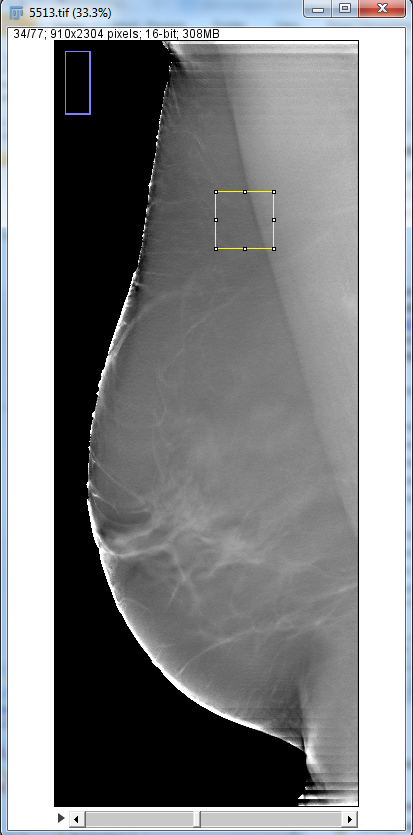 5513.tif (33.3%)
34/77; 910x2304 pixels; 16-bit; 308MB